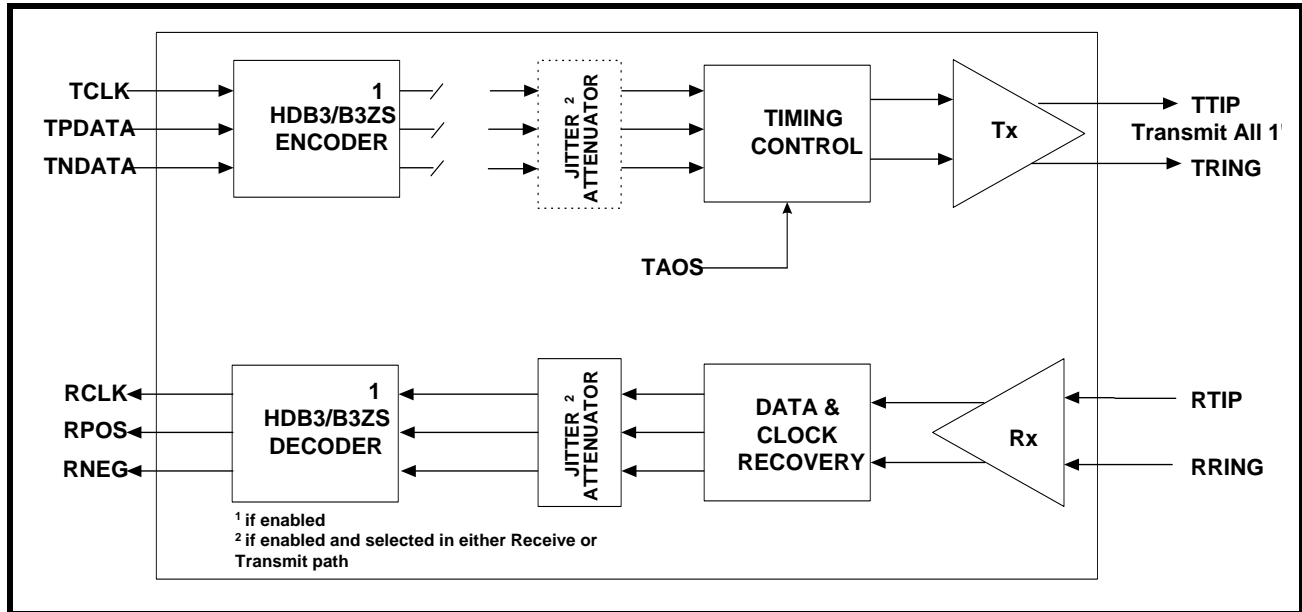 TCLK
TPDATA
TNDATA
1
HDB3/B3ZS
ENCODER
JITTER 2
ATTENUATOR
TIMING
CONTROL
Tx
TTIP
Transmit All 1'
TRING
TAOS
RCLK
RPOS
RNEG
1
HDB3/B3ZS
DECODER
JITTER 2
ATTENUATOR
DATA &
CLOCK
RECOVERY
Rx
RTIP
RRING
1 if enabled
2 if enabled and selected in either Receive or
Transmit path